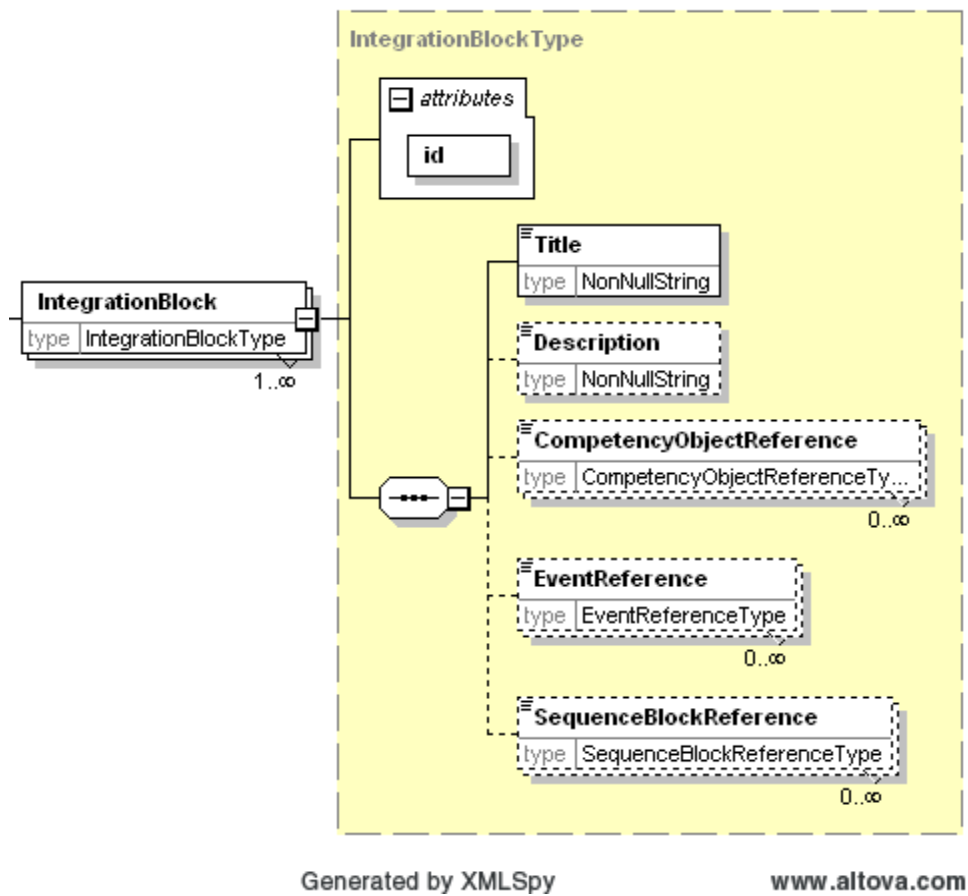 IntegrationBlockType
attributes
id
Title
type NonNullString
IntegrationBlock
type IntegrationBlockType
1..∞
Description
type NonNullString
CompetencyObjectReference
type CompetencyObjectReferenceTy...
0..∞
EventReference
type EventReferenceType
0..∞
SequenceBlockReference
type SequenceBlockReferenceType
0..∞
Generated by XMLSpy www.altova.com